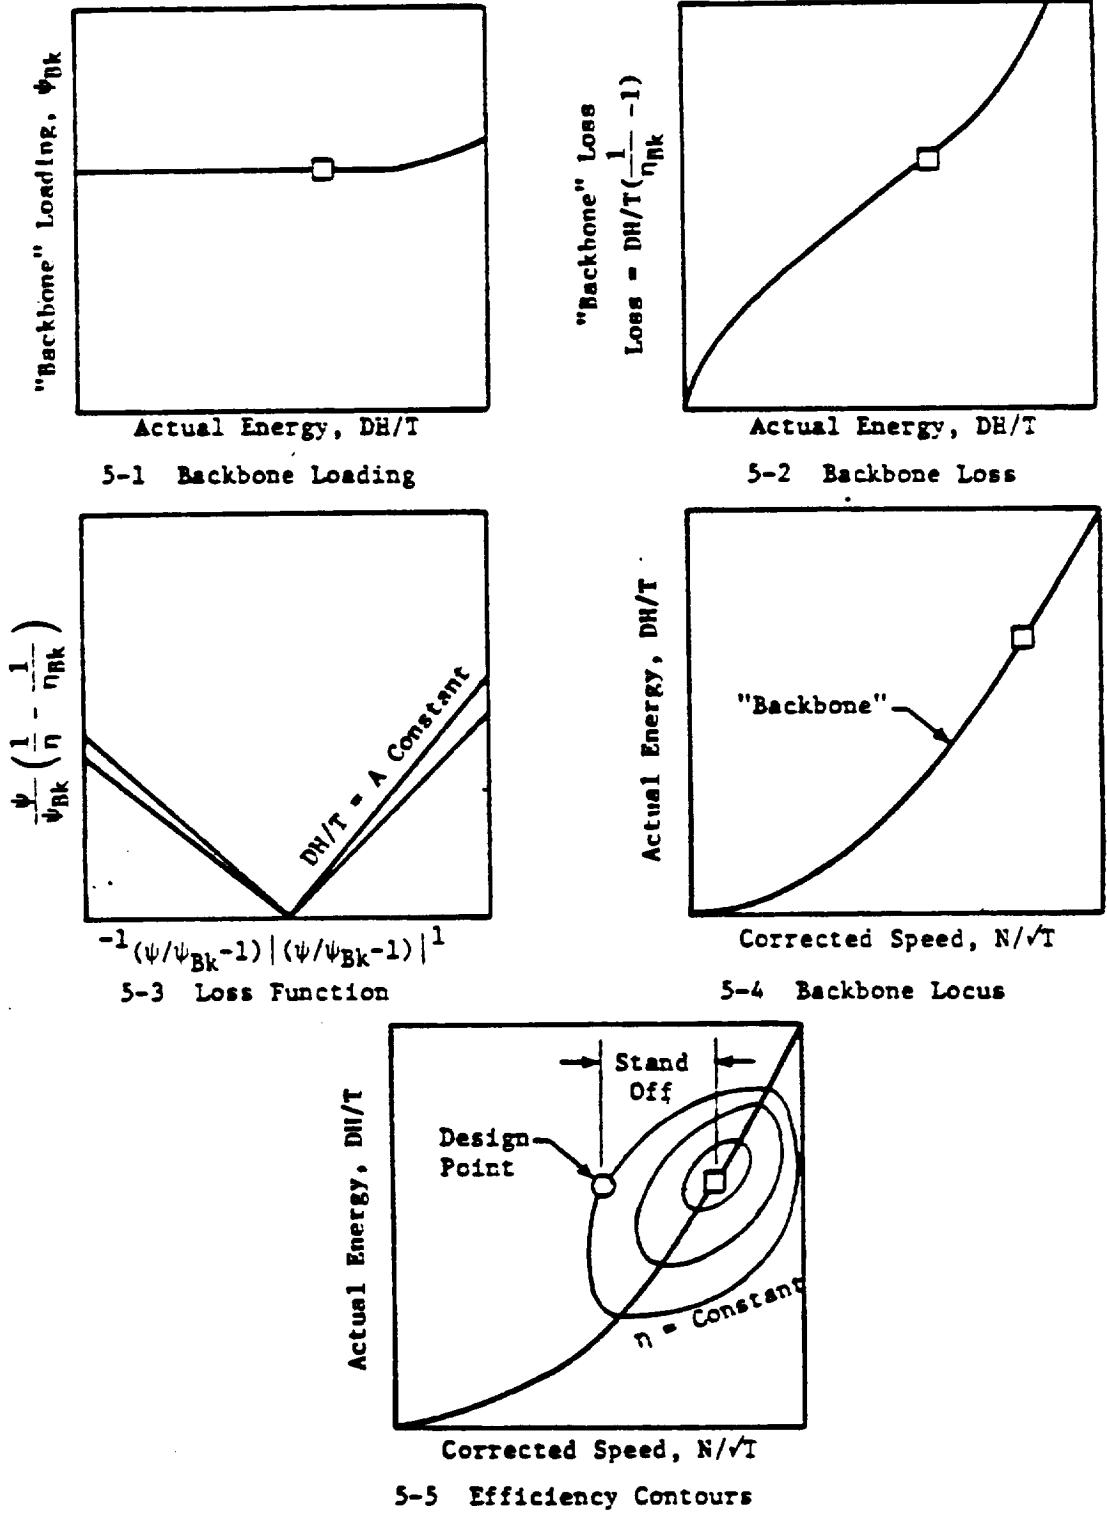 "Backbone" Loading, ψBk
Actual Energy, DH/T
5-1 Backbone Loading
"Backbone" Loss
Loss = DH/T(1/ηBk -1)
Actual Energy, DH/T
5-2 Backbone Loss
ψ/ψBk (1/η - 1/ηBk)
DH/T = A Constant
-1(ψ/ψBk-1)|(ψ/ψBk-1)|1
5-3 Loss Function
Actual Energy, DH/T
"Backbone"
Corrected Speed, N/√T
5-4 Backbone Locus
Actual Energy, DH/T
Stand
Off
Design
Point
η = Constant
Corrected Speed, N/√T
5-5 Efficiency Contours